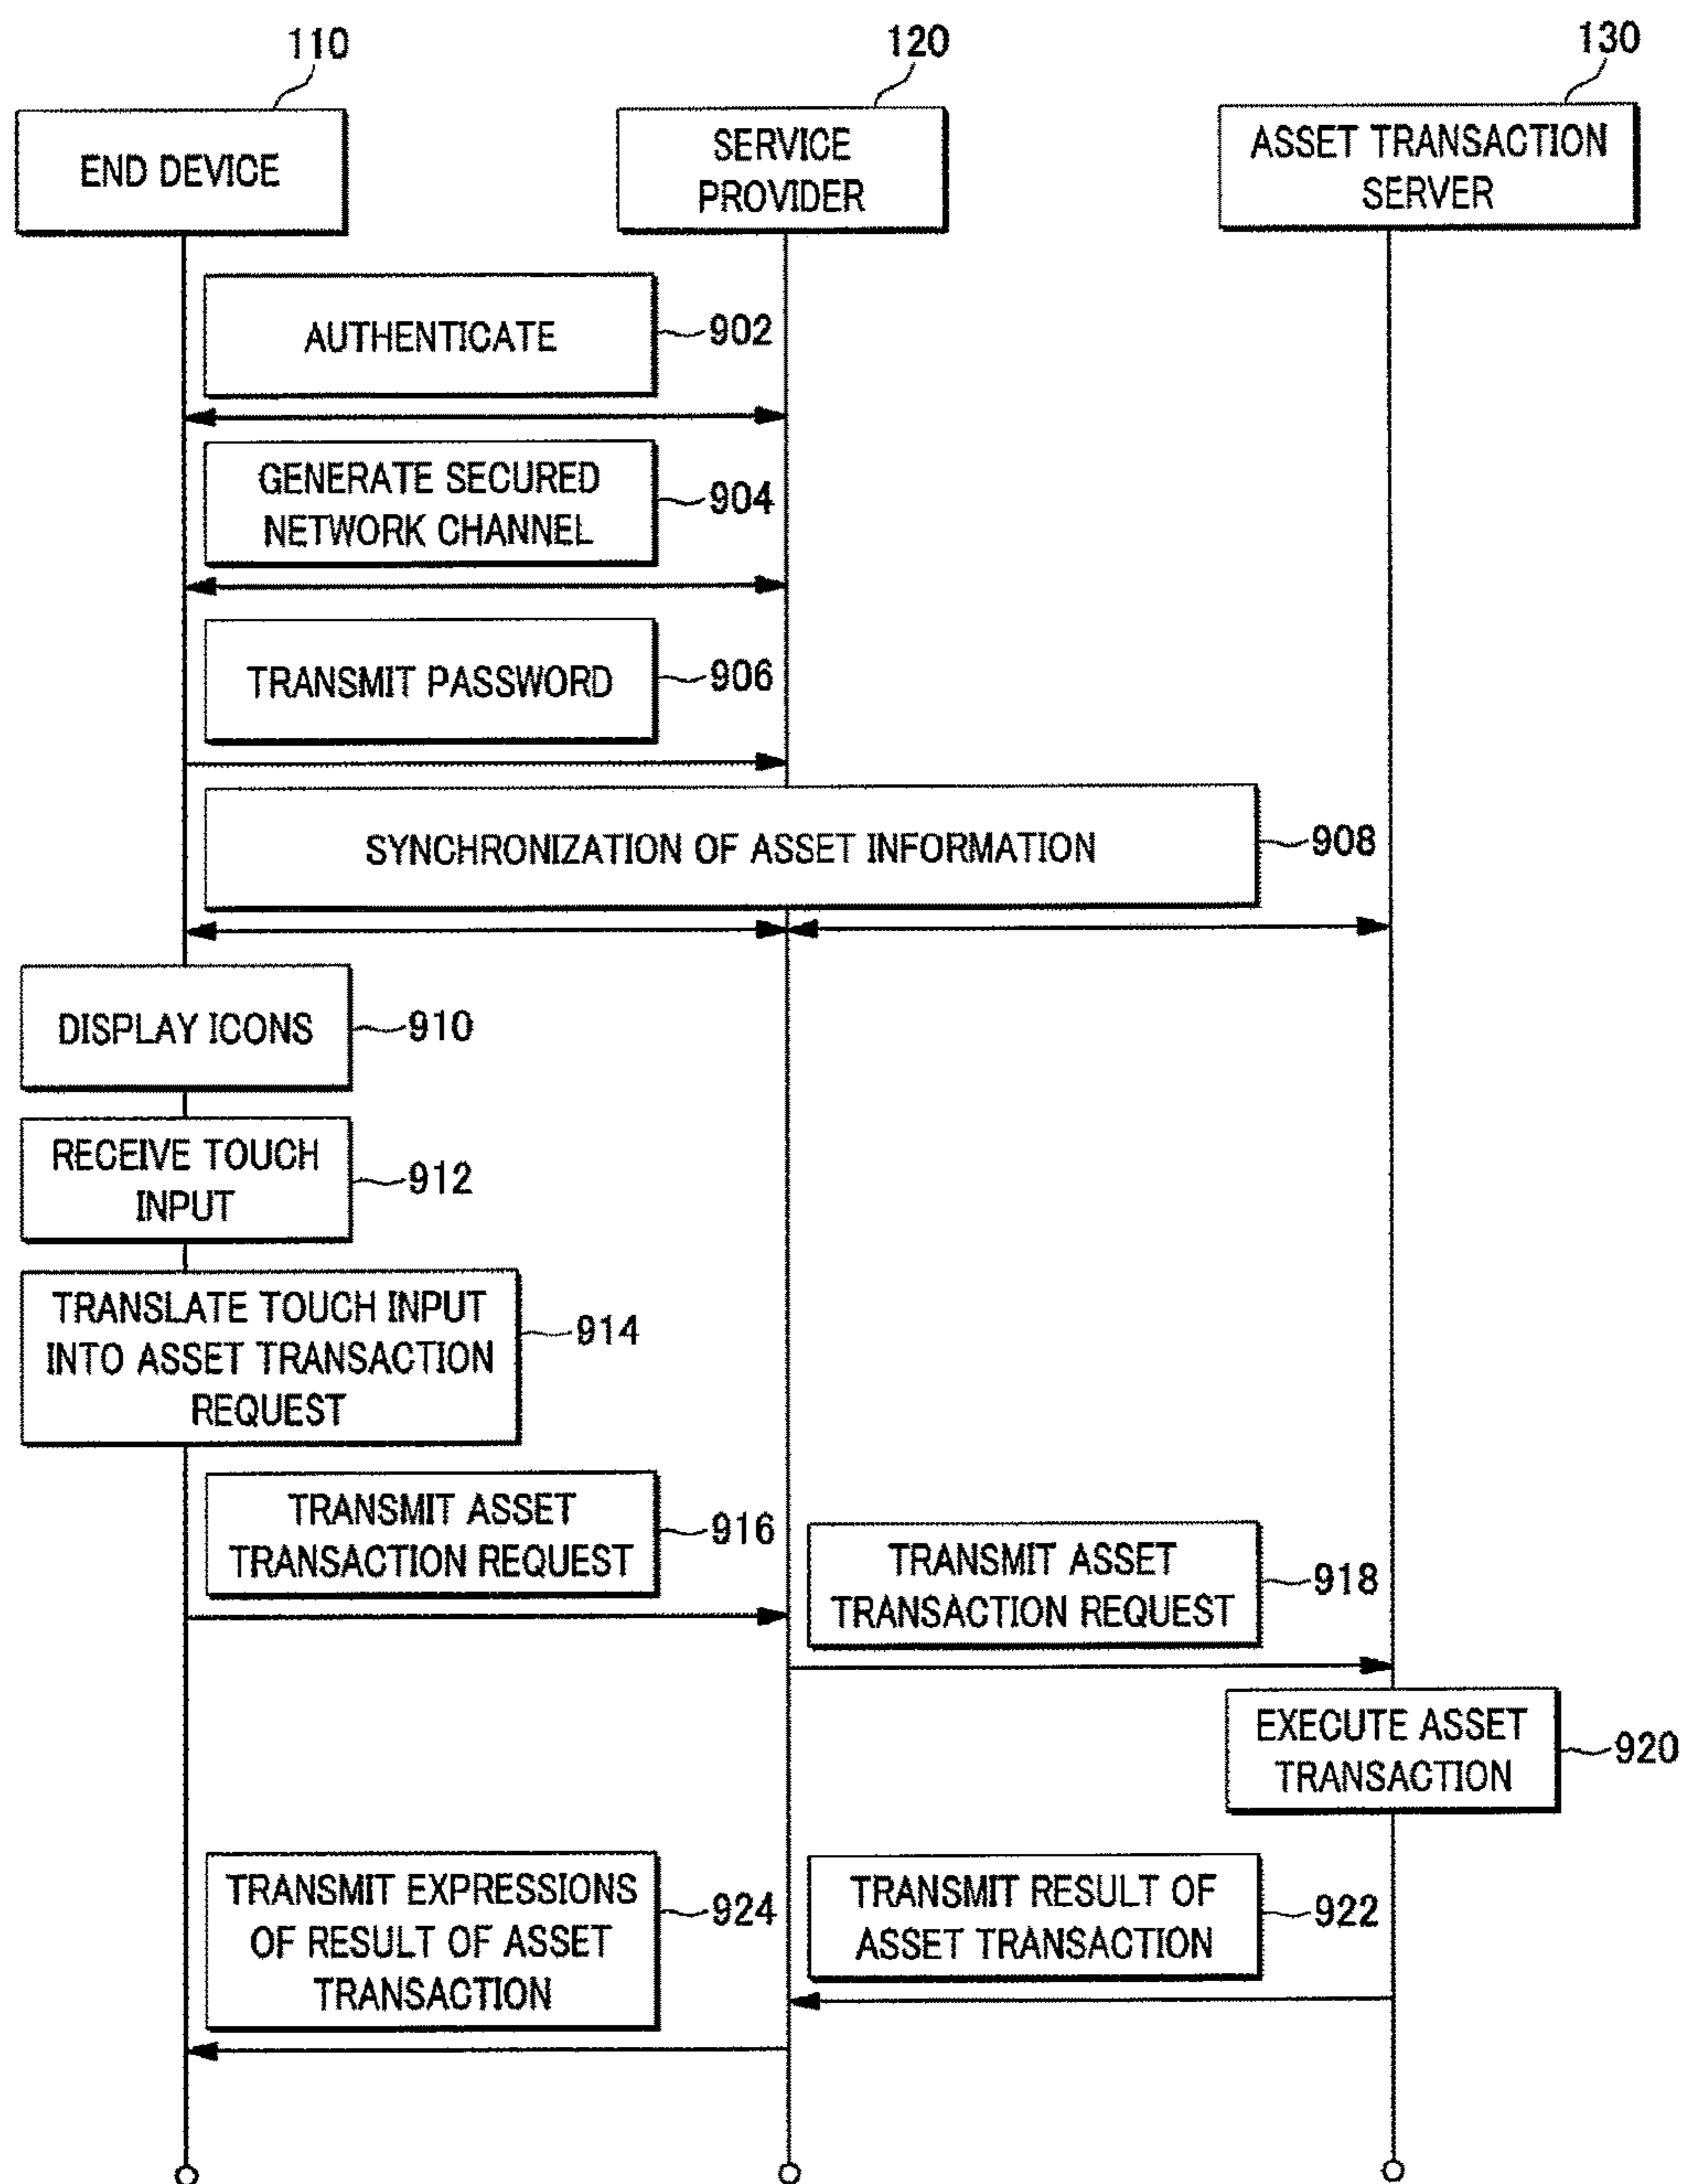 110
120
130
END DEVICE
SERVICE
PROVIDER
ASSET TRANSACTION
SERVER
AUTHENTICATE
902
GENERATE SECURED
NETWORK CHANNEL
904
TRANSMIT PASSWORD
906
SYNCHRONIZATION OF ASSET INFORMATION
908
DISPLAY ICONS
910
RECEIVE TOUCH
INPUT
912
TRANSLATE TOUCH INPUT
INTO ASSET TRANSACTION
REQUEST
914
TRANSMIT ASSET
TRANSACTION REQUEST
916
TRANSMIT ASSET
TRANSACTION REQUEST
918
EXECUTE ASSET
TRANSACTION
920
TRANSMIT EXPRESSIONS
OF RESULT OF ASSET
TRANSACTION
924
TRANSMIT RESULT OF
ASSET TRANSACTION
922